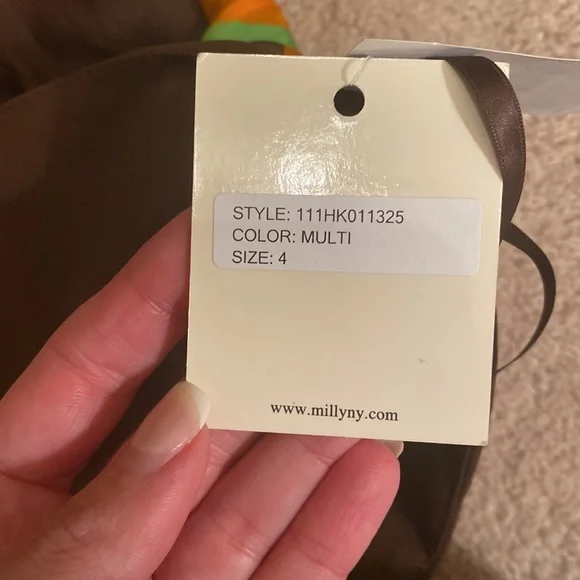 STYLE: 111HK011325
COLOR: MULTI
SIZE: 4
www.millyny.com